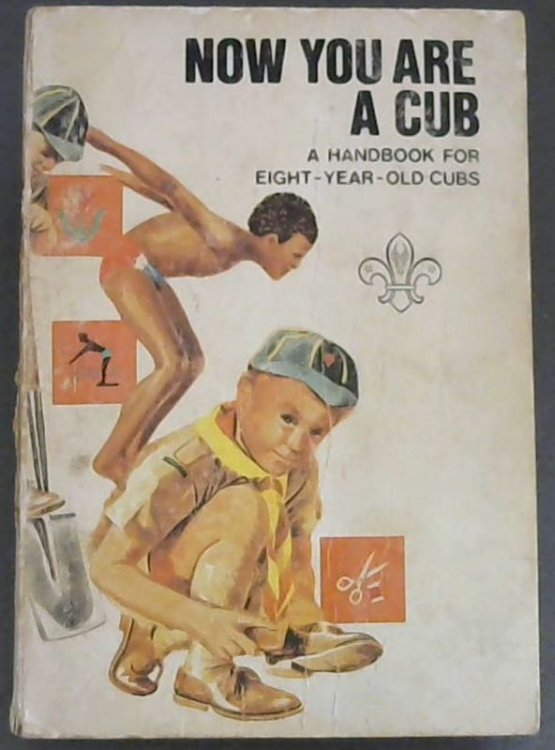 NOW YOU ARE
A CUB
A HANDBOOK FOR
EIGHT-YEAR-OLD CUBS